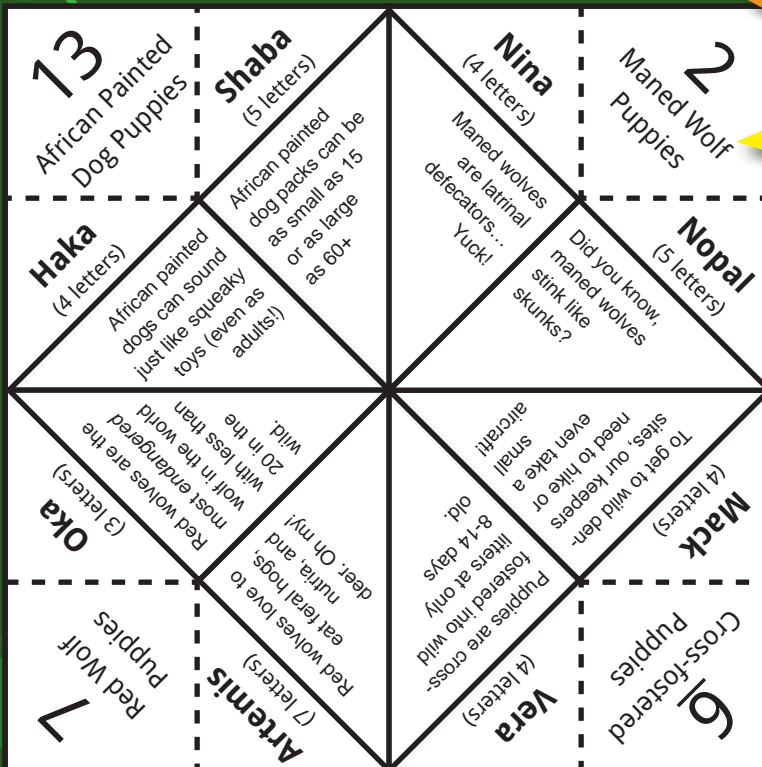 13
African Painted
Dog Puppies
Shaba
(5 letters)
African painted
dog packs can be
as small as 15
or as large
as 60+
Nina
(4 letters)
Maned wolves
are latrinal
defecators...
Yuck!
2
Maned Wolf
Puppies
Haka
(4 letters)
African painted
dogs can sound
just like squeaky
toys (even as
adults!)
Nopal
(5 letters)
Did you know,
maned wolves
stink like
skunks?
Oka
(3 letters)
Red wolves are the
most endangered
wolf in the world
with less than
20 in the
wild.
Mack
(4 letters)
To get to wild den-
sites, our keepers
need to hike or
even take a
small
aircraft!
7
Red Wolf
Puppies
Artemis
(7 letters)
Red wolves love to
eat feral hogs,
nutria, and
deer. Oh my!
Vera
(4 letters)
Puppies are cross-
fostered into wild
litters at only
8-14 days
old.
6
Cross-fostered
Puppies